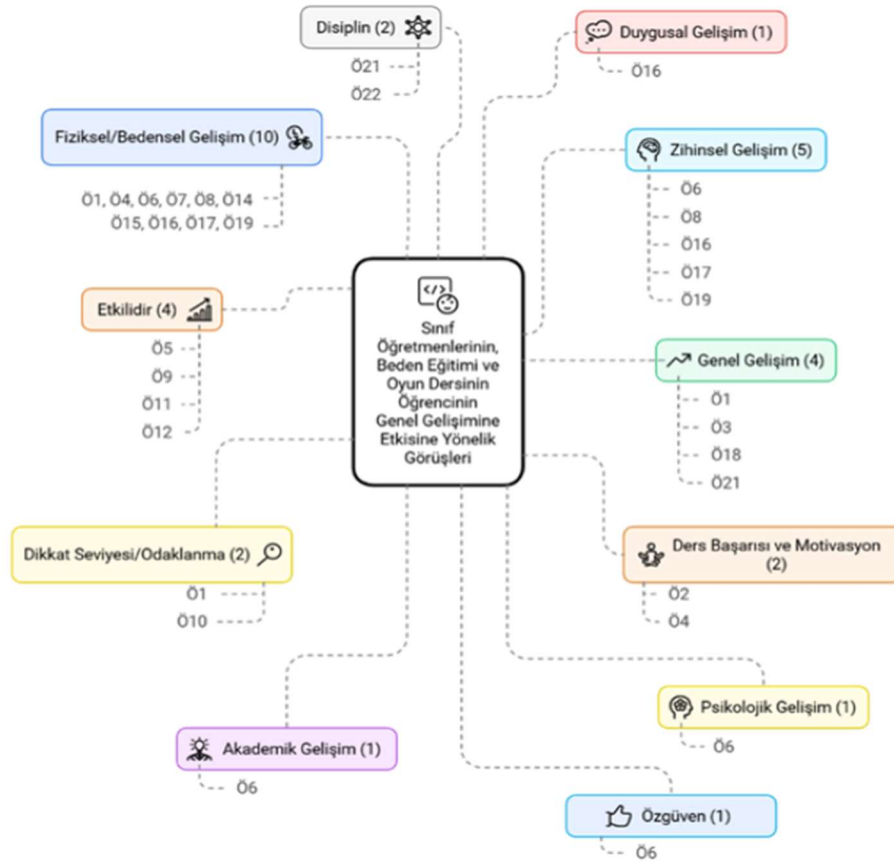 Disiplin (2)
Ö21
Ö22
Duygusal Gelişim (1)
Ö16
Fiziksel/Bedensel Gelişim (10)
Ö1, Ö4, Ö6, Ö7, Ö8, Ö14
Ö15, Ö16, Ö17, Ö19
Zihinsel Gelişim (5)
Ö6
Ö8
Ö16
Ö17
Ö19
Etkilidir (4)
Ö5
Ö9
Ö11
Ö12
Sınıf
Öğretmenlerinin,
Beden Eğitimi ve
Oyun Dersinin
Öğrencinin
Genel Gelişimine
Etkisine Yönelik
Görüşleri
Genel Gelişim (4)
Ö1
Ö3
Ö18
Ö21
Dikkat Seviyesi/Odaklanma (2)
Ö1
Ö10
Ders Başarısı ve Motivasyon
(2)
Ö2
Ö4
Psikolojik Gelişim (1)
Ö6
Akademik Gelişim (1)
Ö6
Özgüven (1)
Ö6